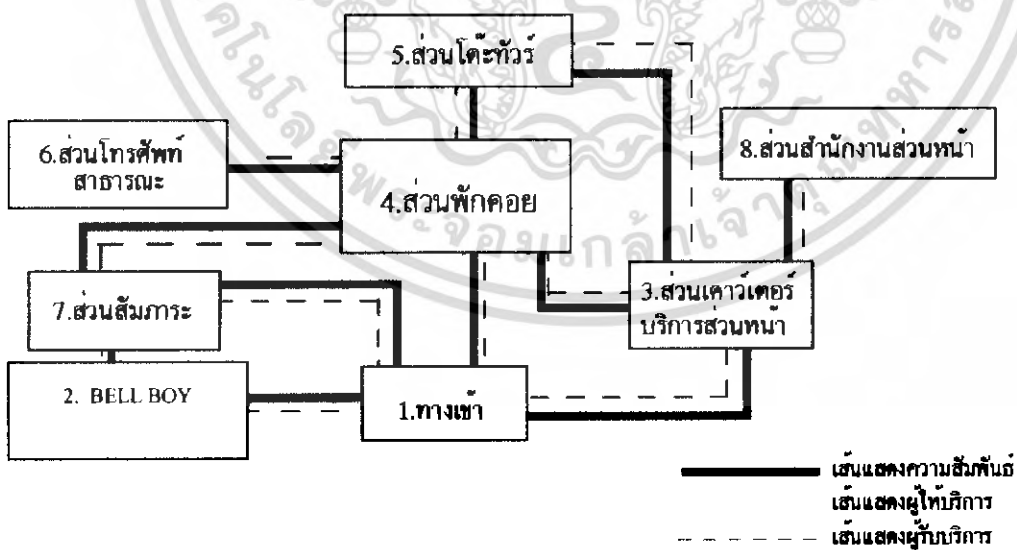 5.ส่วนโต๊ะทัวร์
6.ส่วนโทรศัพท์
สาธารณะ
8.ส่วนสำนักงานส่วนหน้า
4.ส่วนพักคอย
7.ส่วนสัมภาระ
3.ส่วนเคาว์เตอร์
บริการส่วนหน้า
2. BELL BOY
1.ทางเข้า
เส้นแสดงความสัมพันธ์
เส้นแสดงผู้ให้บริการ
เส้นแสดงผู้รับบริการ